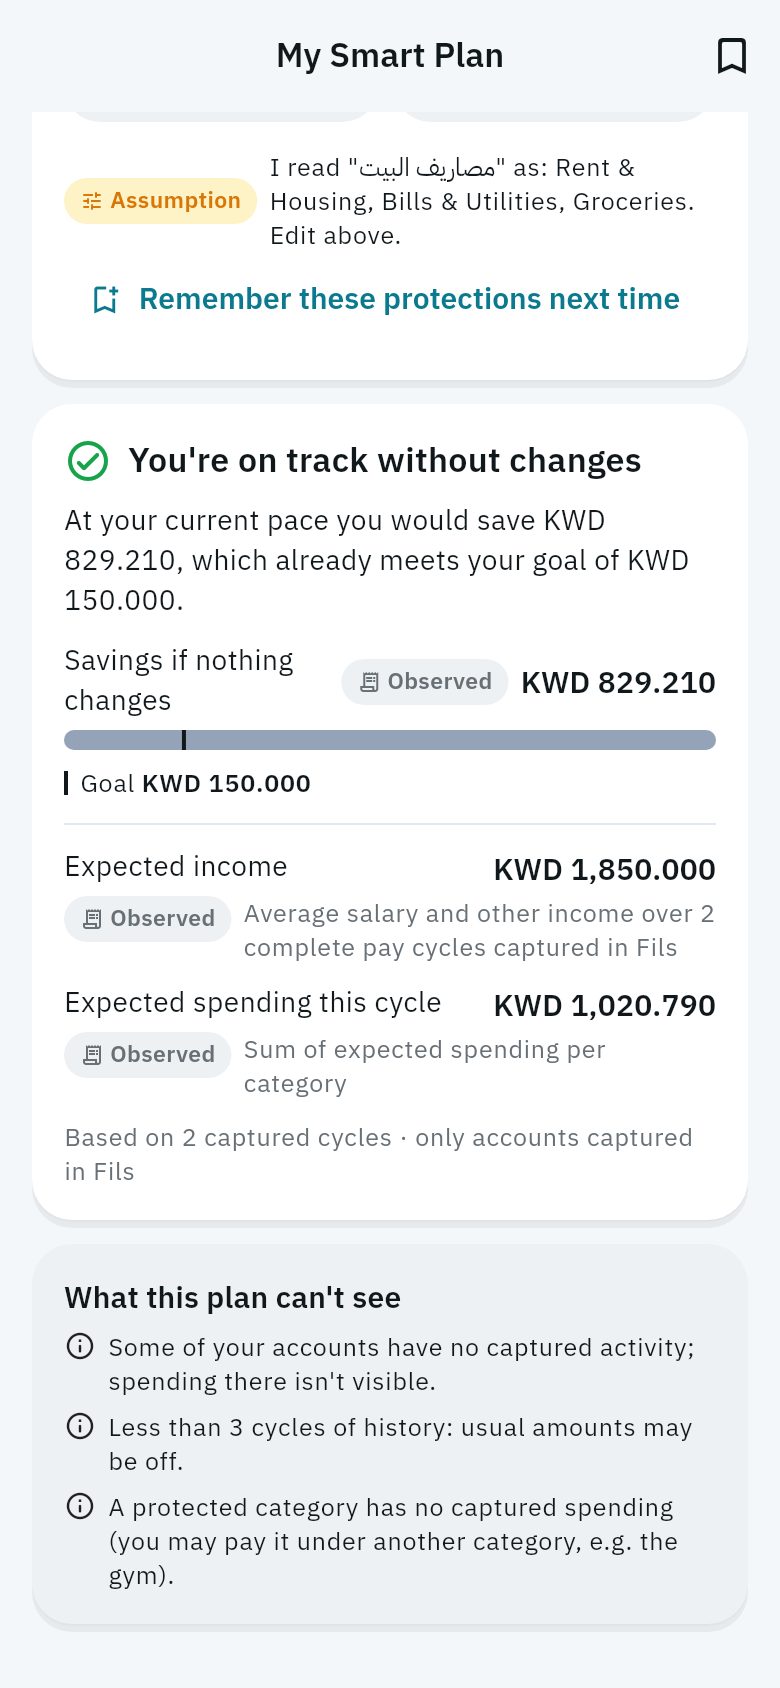 My Smart Plan
Assumption
I read "مصاريف البيت" as: Rent &
Housing, Bills & Utilities, Groceries.
Edit above.
Remember these protections next time
You're on track without changes
At your current pace you would save KWD
829.210, which already meets your goal of KWD
150.000.
Savings if nothing
changes
Observed
KWD 829.210
Goal KWD 150.000
Expected income
KWD 1,850.000
Observed
Average salary and other income over 2
complete pay cycles captured in Fils
Expected spending this cycle
KWD 1,020.790
Observed
Sum of expected spending per
category
Based on 2 captured cycles · only accounts captured
in Fils
What this plan can't see
Some of your accounts have no captured activity;
spending there isn't visible.
Less than 3 cycles of history: usual amounts may
be off.
A protected category has no captured spending
(you may pay it under another category, e.g. the
gym).